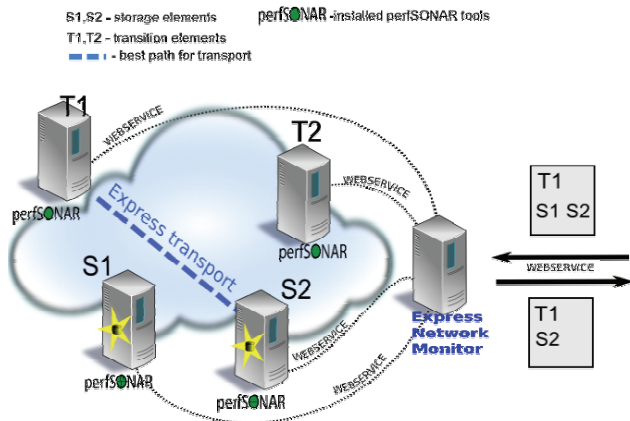 S1,S2 - storage elements
perfSONAR -installed perfSONAR tools
T1,T2 - transition elements
- best path for transport
T1
WEBSERVICE
T2
perfSONAR
WEBSERVICE
Express transport
perfSONAR
S1
S2
perfSONAR
perfSONAR
WEBSERVICE
WEBSERVICE
Express
Network
Monitor
T1
S1 S2
WEBSERVICE
T1
S2